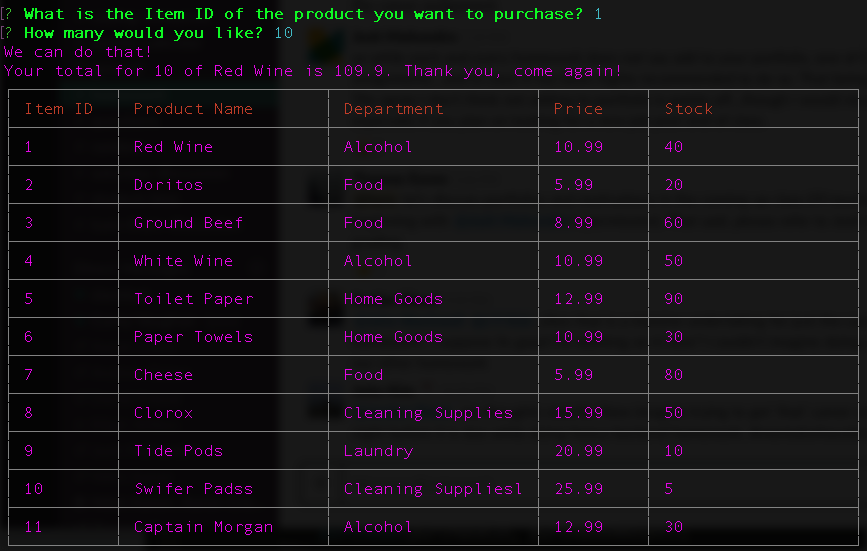 [? What is the Item ID of the product you want to purchase? 1
[? How many would you like? 10
We can do that!
Your total for 10 of Red Wine is 109.9. Thank you, come again!
Item ID Product Name Department Price Stock
1 Red Wine Alcohol 10.99 40
2 Doritos Food 5.99 20
3 Ground Beef Food 8.99 60
4 White Wine Alcohol 10.99 50
5 Toilet Paper Home Goods 12.99 90
6 Paper Towels Home Goods 10.99 30
7 Cheese Food 5.99 80
8 Clorox Cleaning Supplies 15.99 50
9 Tide Pods Laundry 20.99 10
10 Swifer Padss Cleaning Suppliesl 25.99 5
11 Captain Morgan Alcohol 12.99 30